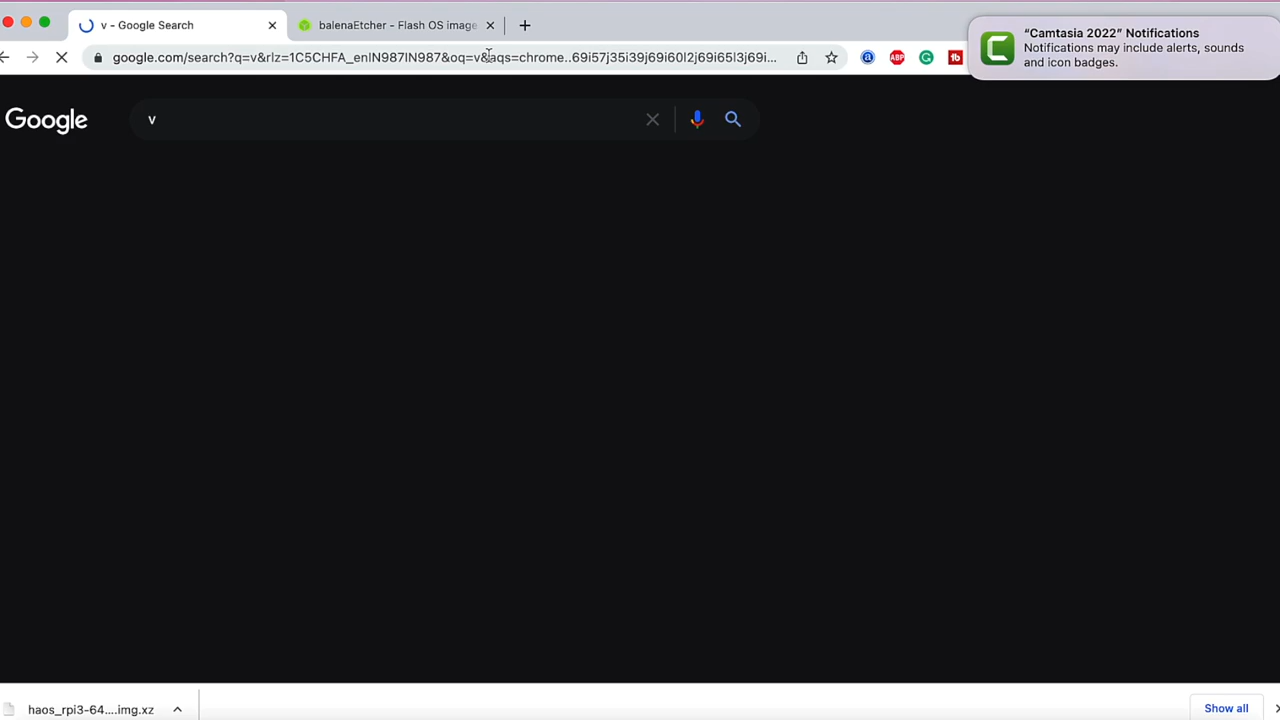 v - Google Search
balenaEtcher - Flash OS image
google.com/search?q=v&rlz=1C5CHFA_enIN987IN987&oq=v&aqs=chrome..69i57j35i39j69i60l2j69i65l3j69i...
ABP
"Camtasia 2022" Notifications
Notifications may include alerts, sounds
and icon badges.
Google
v
haos_rpi3-64....img.xz
Show all